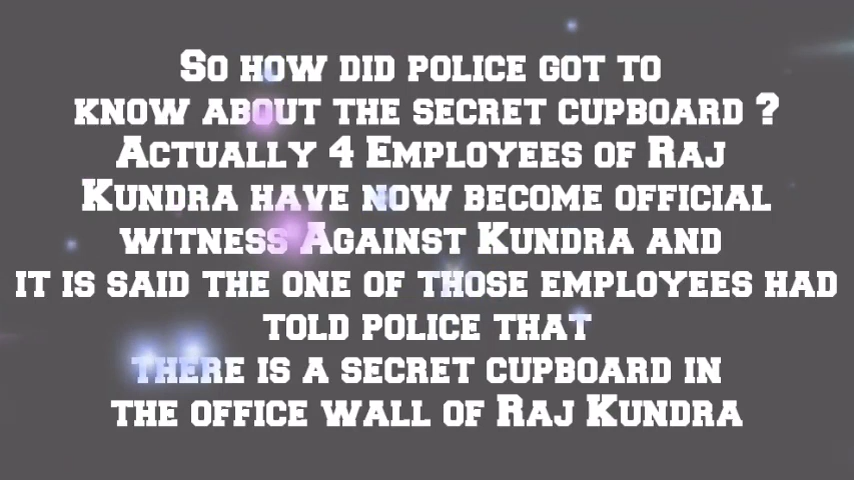 So how did police got to
know about the secret cupboard ?
Actually 4 Employees of Raj
Kundra have now become official
witness Against Kundra and
it is said the one of those employees had
told police that
there is a secret cupboard in
the office wall of Raj Kundra